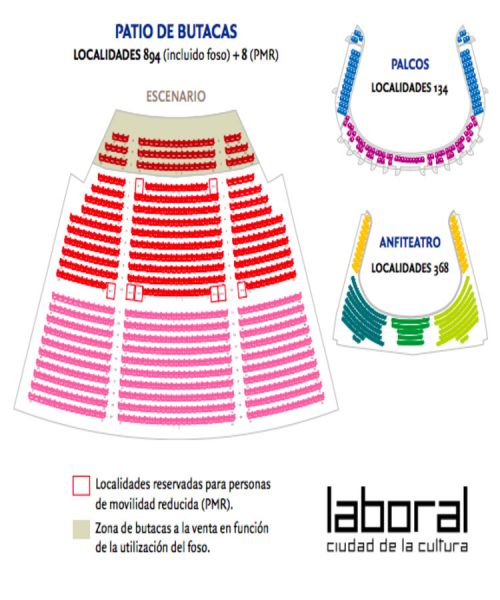 PATIO DE BUTACAS
LOCALIDADES 894 (incluido foso) + 8 (PMR)
ESCENARIO
PALCOS
LOCALIDADES 134
ANFITEATRO
LOCALIDADES 368
Localidades reservadas para personas
de movilidad reducida (PMR).
Zona de butacas a la venta en función
de la utilización del foso.
laboral
ciudad de la cultura